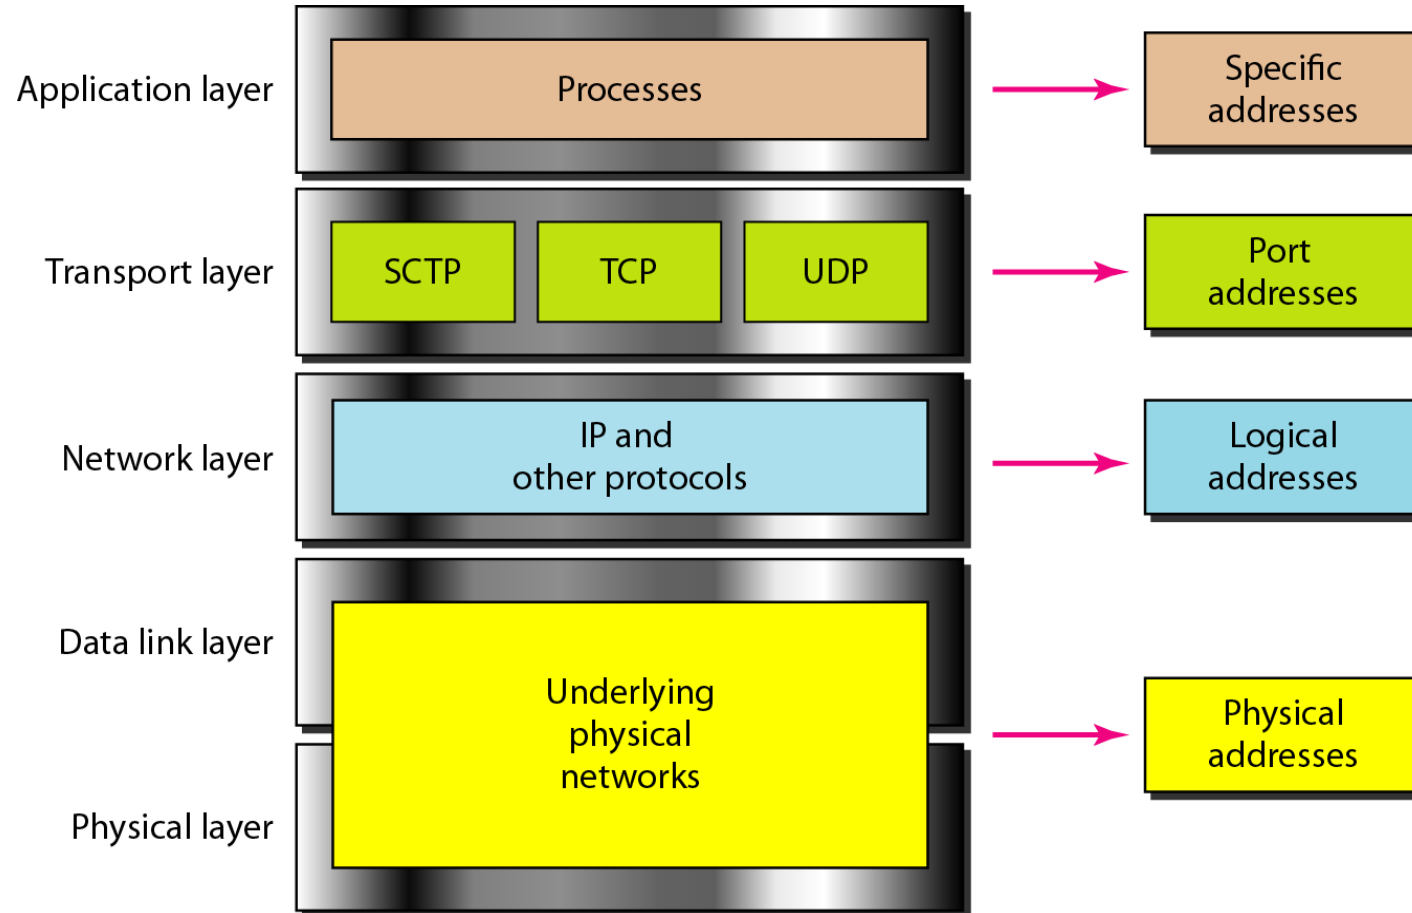 Application layer
Processes
Specific
addresses
Transport layer
SCTP
TCP
UDP
Port
addresses
Network layer
IP and
other protocols
Logical
addresses
Data link layer
Underlying
physical
networks
Physical
addresses
Physical layer